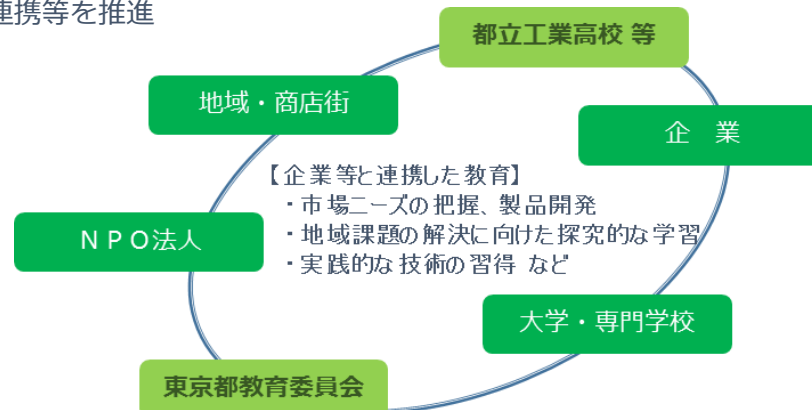 連携等を推進
都立工業高校 等
地域・商店街
企　業
【企業等と連携した教育】
・市場ニーズの把握、製品開発
・地域課題の解決に向けた探究的な学習
・実践的な技術の習得 など
ＮＰＯ法人
大学・専門学校
東京都教育委員会